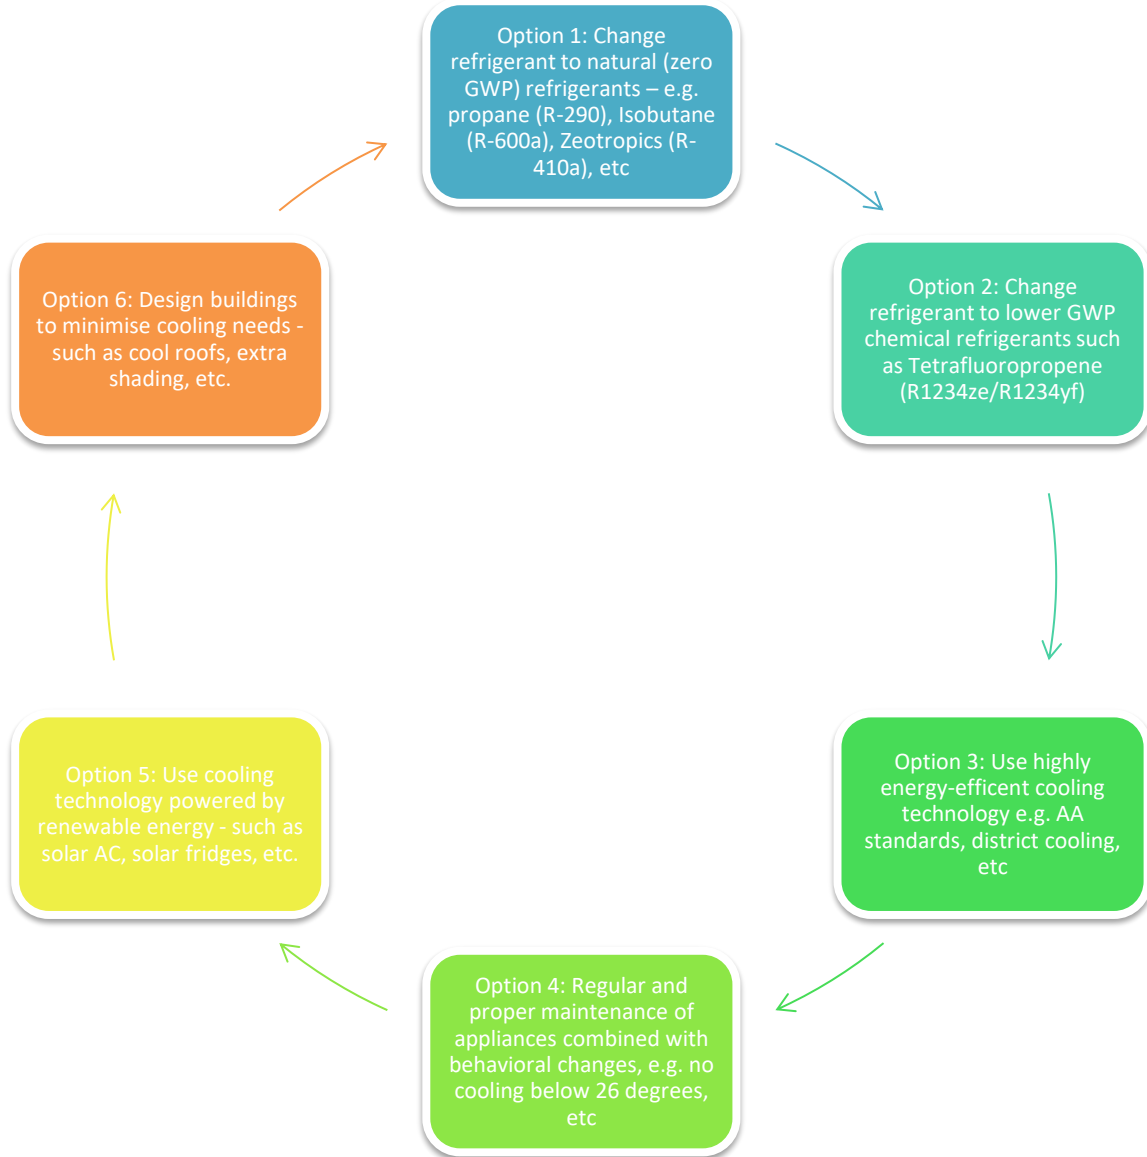 Option 1: Change
refrigerant to natural (zero
GWP) refrigerants – e.g.
propane (R-290), Isobutane
(R-600a), Zeotropics (R-
410a), etc
Option 2: Change
refrigerant to lower GWP
chemical refrigerants such
as Tetrafluoropropene
(R1234ze/R1234yf)
Option 3: Use highly
energy-efficent cooling
technology e.g. AA
standards, district cooling,
etc
Option 4: Regular and
proper maintenance of
appliances combined with
behavioral changes, e.g. no
cooling below 26 degrees,
etc
Option 5: Use cooling
technology powered by
renewable energy - such as
solar AC, solar fridges, etc.
Option 6: Design buildings
to minimise cooling needs -
such as cool roofs, extra
shading, etc.